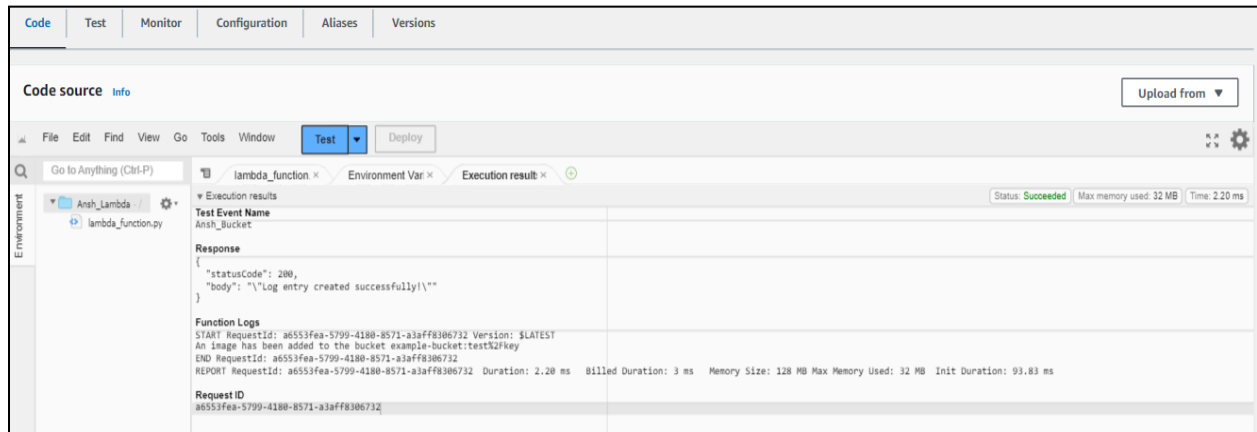 Code Test Monitor Configuration Aliases Versions
Code source Info
Upload from ▼
File Edit Find View Go Tools Window Test Deploy
Go to Anything (Ctrl-P)
lambda_function. × Environment Var × Execution result: ×
Environment
Ansh_Lambda - /
lambda_function.py
▼ Execution results
Status: Succeeded Max memory used: 32 MB Time: 2.20 ms
Test Event Name
Ansh_Bucket
Response
{
"statusCode": 200,
"body": "\"Log entry created successfully!\""
}
Function Logs
START RequestId: a6553fea-5799-4180-8571-a3aff8306732 Version: $LATEST
An image has been added to the bucket example-bucket:test%2Fkey
END RequestId: a6553fea-5799-4180-8571-a3aff8306732
REPORT RequestId: a6553fea-5799-4180-8571-a3aff8306732 Duration: 2.20 ms Billed Duration: 3 ms Memory Size: 128 MB Max Memory Used: 32 MB Init Duration: 93.83 ms
Request ID
a6553fea-5799-4180-8571-a3aff8306732